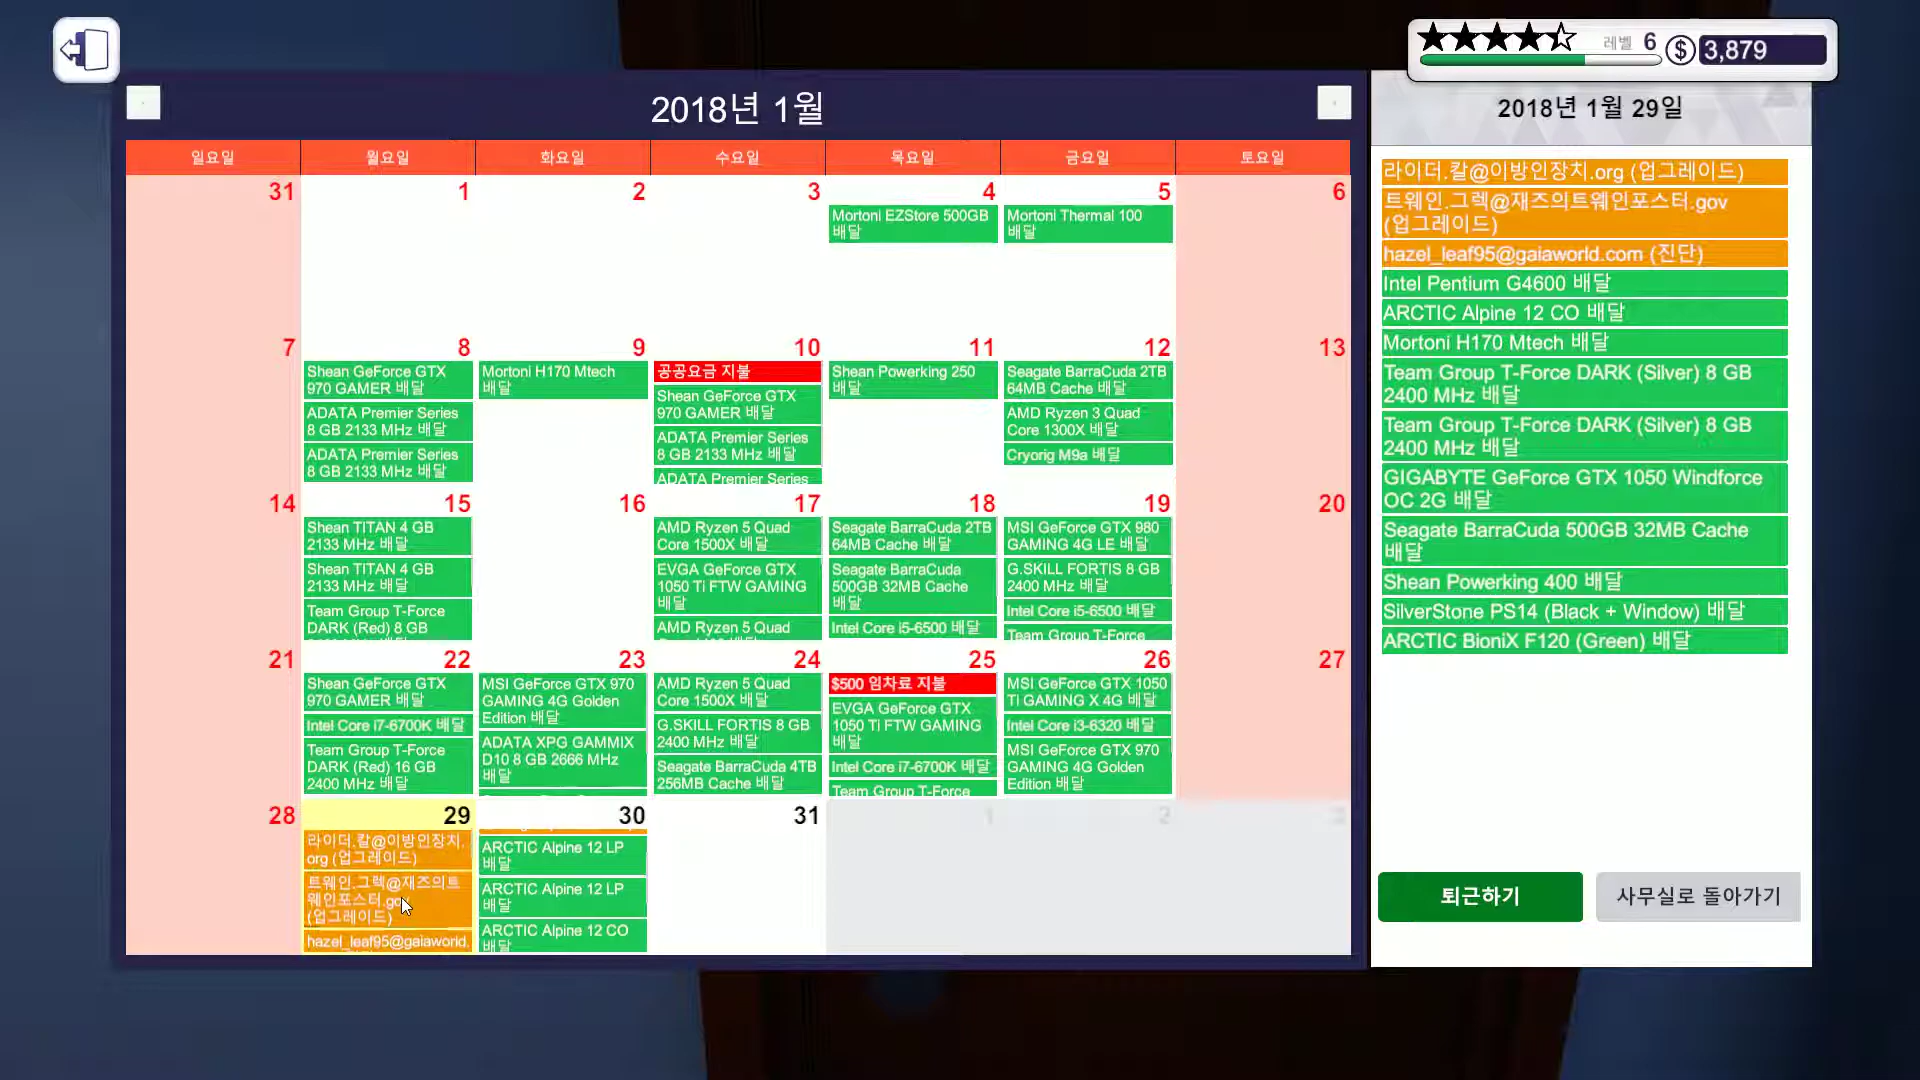 레벨 6 $ 3,879
2018년 1월
2018년 1월 29일
일요일 월요일 화요일 수요일 목요일 금요일 토요일
31 1 2 3 4 5 6
Mortoni EZStore 500GB
배달
Mortoni Thermal 100
배달
7 8 9 10 11 12 13
Shean GeForce GTX
970 GAMER 배달
ADATA Premier Series
8 GB 2133 MHz 배달
ADATA Premier Series
8 GB 2133 MHz 배달
Mortoni H170 Mtech
배달
공공요금 지불
Shean GeForce GTX
970 GAMER 배달
ADATA Premier Series
8 GB 2133 MHz 배달
ADATA Premier Series
Shean Powerking 250
배달
Seagate BarraCuda 2TB
64MB Cache 배달
AMD Ryzen 3 Quad
Core 1300X 배달
Cryorig M9a 배달
14 15 16 17 18 19 20
Shean TITAN 4 GB
2133 MHz 배달
Shean TITAN 4 GB
2133 MHz 배달
Team Group T-Force
DARK (Red) 8 GB
AMD Ryzen 5 Quad
Core 1500X 배달
EVGA GeForce GTX
1050 Ti FTW GAMING
배달
AMD Ryzen 5 Quad
Seagate BarraCuda 2TB
64MB Cache 배달
Seagate BarraCuda
500GB 32MB Cache
배달
Intel Core i5-6500 배달
MSI GeForce GTX 980
GAMING 4G LE 배달
G.SKILL FORTIS 8 GB
2400 MHz 배달
Intel Core i5-6500 배달
Team Group T-Force
21 22 23 24 25 26 27
Shean GeForce GTX
970 GAMER 배달
Intel Core i7-6700K 배달
Team Group T-Force
DARK (Red) 16 GB
2400 MHz 배달
MSI GeForce GTX 970
GAMING 4G Golden
Edition 배달
ADATA XPG GAMMIX
D10 8 GB 2666 MHz
배달
AMD Ryzen 5 Quad
Core 1500X 배달
G.SKILL FORTIS 8 GB
2400 MHz 배달
Seagate BarraCuda 4TB
256MB Cache 배달
$500 임차료 지불
EVGA GeForce GTX
1050 Ti FTW GAMING
배달
Intel Core i7-6700K 배달
Team Group T-Force
MSI GeForce GTX 1050
Ti GAMING X 4G 배달
Intel Core i3-6320 배달
MSI GeForce GTX 970
GAMING 4G Golden
Edition 배달
28 29 30 31 1 2 3
라이더.칼@이방인장치.
org (업그레이드)
트웨인.그렉@재즈의트
웨인포스터.gov
(업그레이드)
hazel_leaf95@gaiaworld.
ARCTIC Alpine 12 LP
배달
ARCTIC Alpine 12 LP
배달
ARCTIC Alpine 12 CO
배달
라이더.칼@이방인장치.org (업그레이드)
트웨인.그렉@재즈의트웨인포스터.gov
(업그레이드)
hazel_leaf95@gaiaworld.com (진단)
Intel Pentium G4600 배달
ARCTIC Alpine 12 CO 배달
Mortoni H170 Mtech 배달
Team Group T-Force DARK (Silver) 8 GB
2400 MHz 배달
Team Group T-Force DARK (Silver) 8 GB
2400 MHz 배달
GIGABYTE GeForce GTX 1050 Windforce
OC 2G 배달
Seagate BarraCuda 500GB 32MB Cache
배달
Shean Powerking 400 배달
SilverStone PS14 (Black + Window) 배달
ARCTIC BioniX F120 (Green) 배달
퇴근하기
사무실로 돌아가기